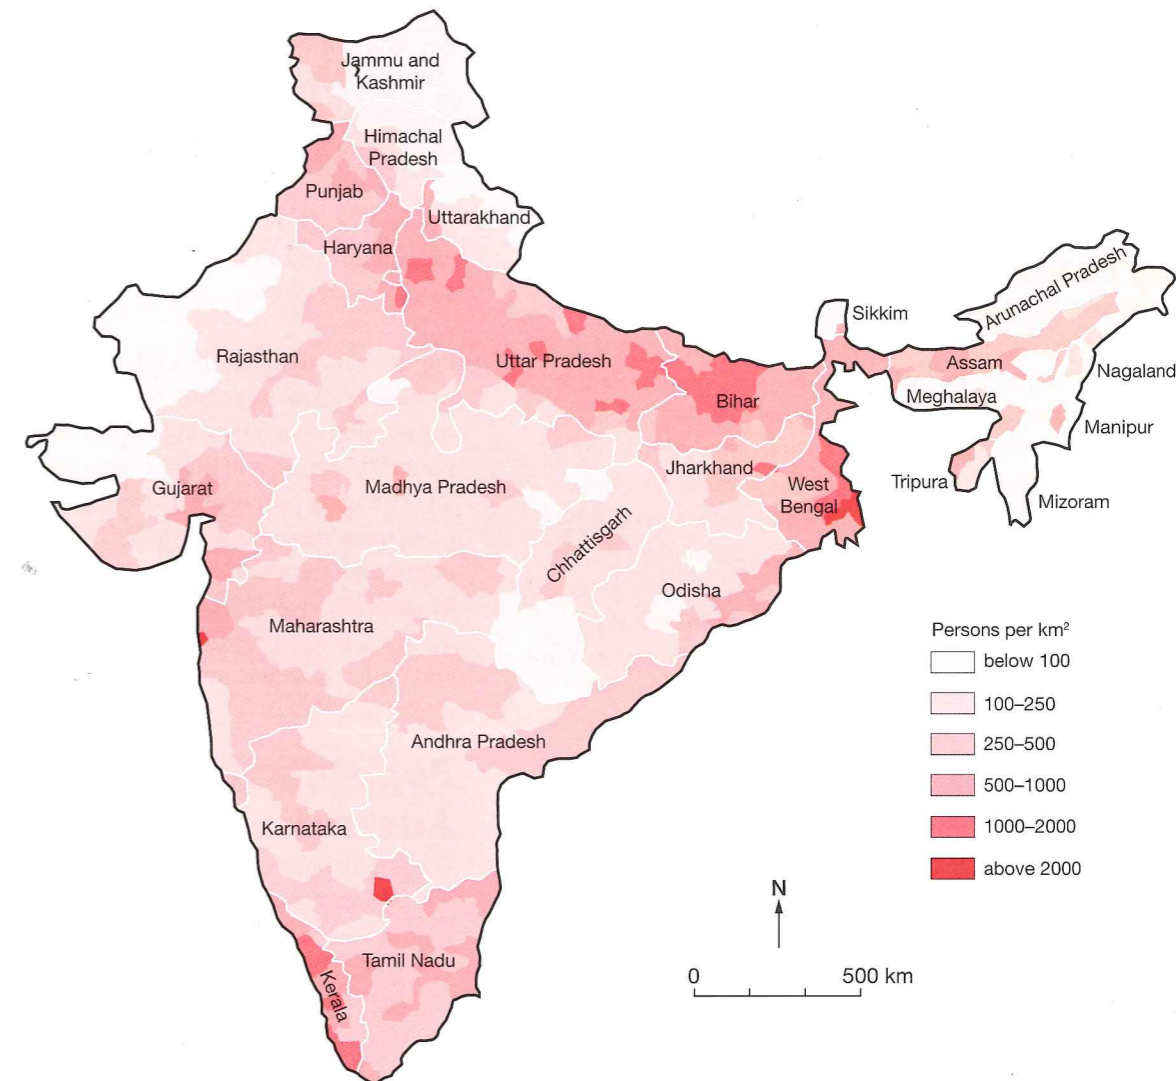 Jammu and
Kashmir
Himachal
Pradesh
Punjab
Uttarakhand
Haryana
Sikkim
Arunachal Pradesh
Rajasthan
Uttar Pradesh
Assam
Nagaland
Bihar
Meghalaya
Manipur
Gujarat
Madhya Pradesh
Jharkhand
West
Bengal
Tripura
Mizoram
Chhattisgarh
Odisha
Maharashtra
Andhra Pradesh
Karnataka
Tamil Nadu
Kerala
Persons per km²
below 100
100–250
250–500
500–1000
1000–2000
above 2000
N
0 500 km